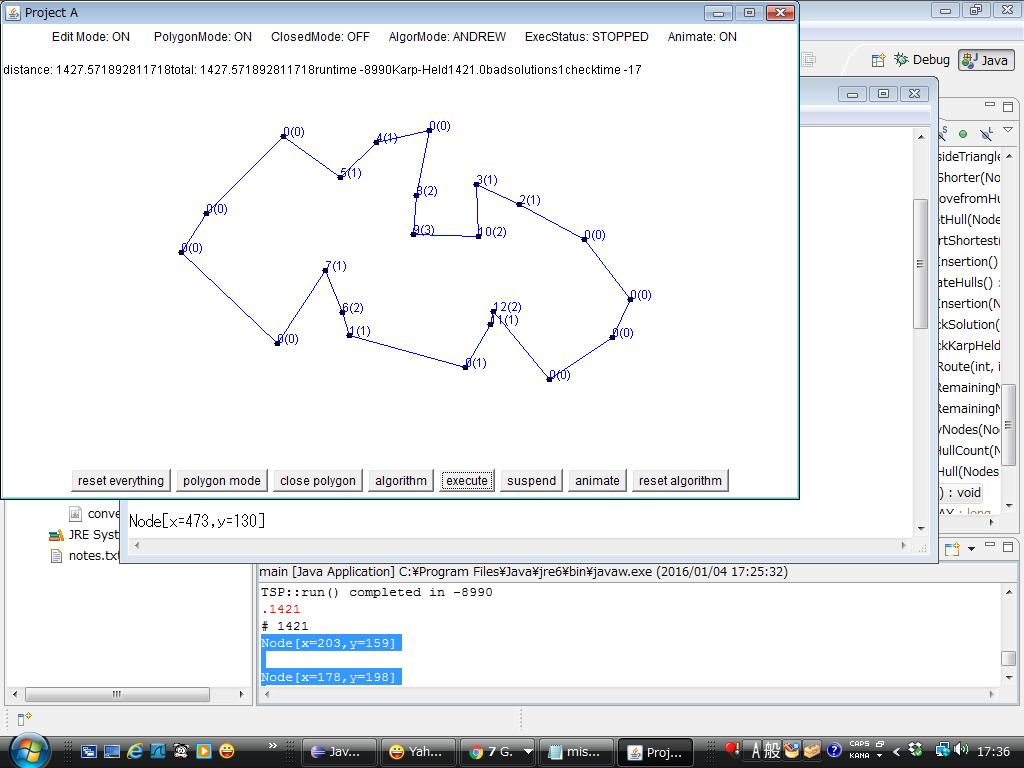 Project A
Edit Mode: ON PolygonMode: ON ClosedMode: OFF AlgorMode: ANDREW ExecStatus: STOPPED Animate: ON
distance: 1427.571892811718total: 1427.571892811718runtime -8990Karp-Held1421.0badsolutions1checktime -17
Debug Java
0(0)
4(1)
0(0)
5(1)
3(1)
8(2)
2(1)
0(0)
9(3)
10(2)
0(0)
0(0)
7(1)
0(0)
6(2)
12(2)
11(1)
1(1)
0(0)
0(0)
0(1)
0(0)
sideTriangle
Shorter(No
ovefromHu
etHull(Node
rtShortest(
Insertion()
ateHulls() :
Insertion(N
ckSolution(
ckKarpHeld
Route(int, i
RemainingN
RemainingN
yNodes(No
HullCount(N
Hull(Nodes
() : void
AX : long
reset everything polygon mode close polygon algorithm execute suspend animate reset algorithm
conve
JRE Syst
notes.txt
Node[x=473,y=130]
main [Java Application] C:¥Program Files¥Java¥jre6¥bin¥javaw.exe (2016/01/04 17:25:32)
TSP::run() completed in -8990
.1421
# 1421
Node[x=203,y=159]
Node[x=178,y=198]
Jav... Yah... 7 G. mis... Proj... A 般 CAPS KANA 17:36